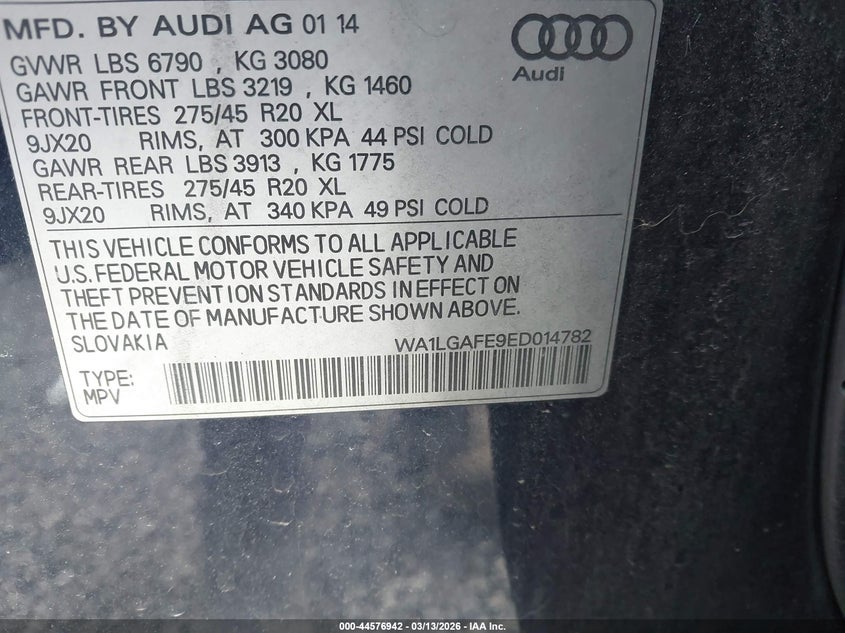 MFD. BY AUDI AG 01 14
GVWR LBS 6790 , KG 3080
GAWR FRONT LBS 3219 , KG 1460
FRONT-TIRES 275/45 R20 XL
9JX20 RIMS, AT 300 KPA 44 PSI COLD
GAWR REAR LBS 3913 , KG 1775
REAR-TIRES 275/45 R20 XL
9JX20 RIMS, AT 340 KPA 49 PSI COLD
Audi
THIS VEHICLE CONFORMS TO ALL APPLICABLE
U.S. FEDERAL MOTOR VEHICLE SAFETY AND
THEFT PREVENTION STANDARDS IN EFFECT ON
THE DATE OF MANUFACTURE SHOWN ABOVE.
SLOVAKIA WA1LGAFE9ED014782
TYPE:
MPV
000-44576942 - 03/13/2026 - IAA Inc.